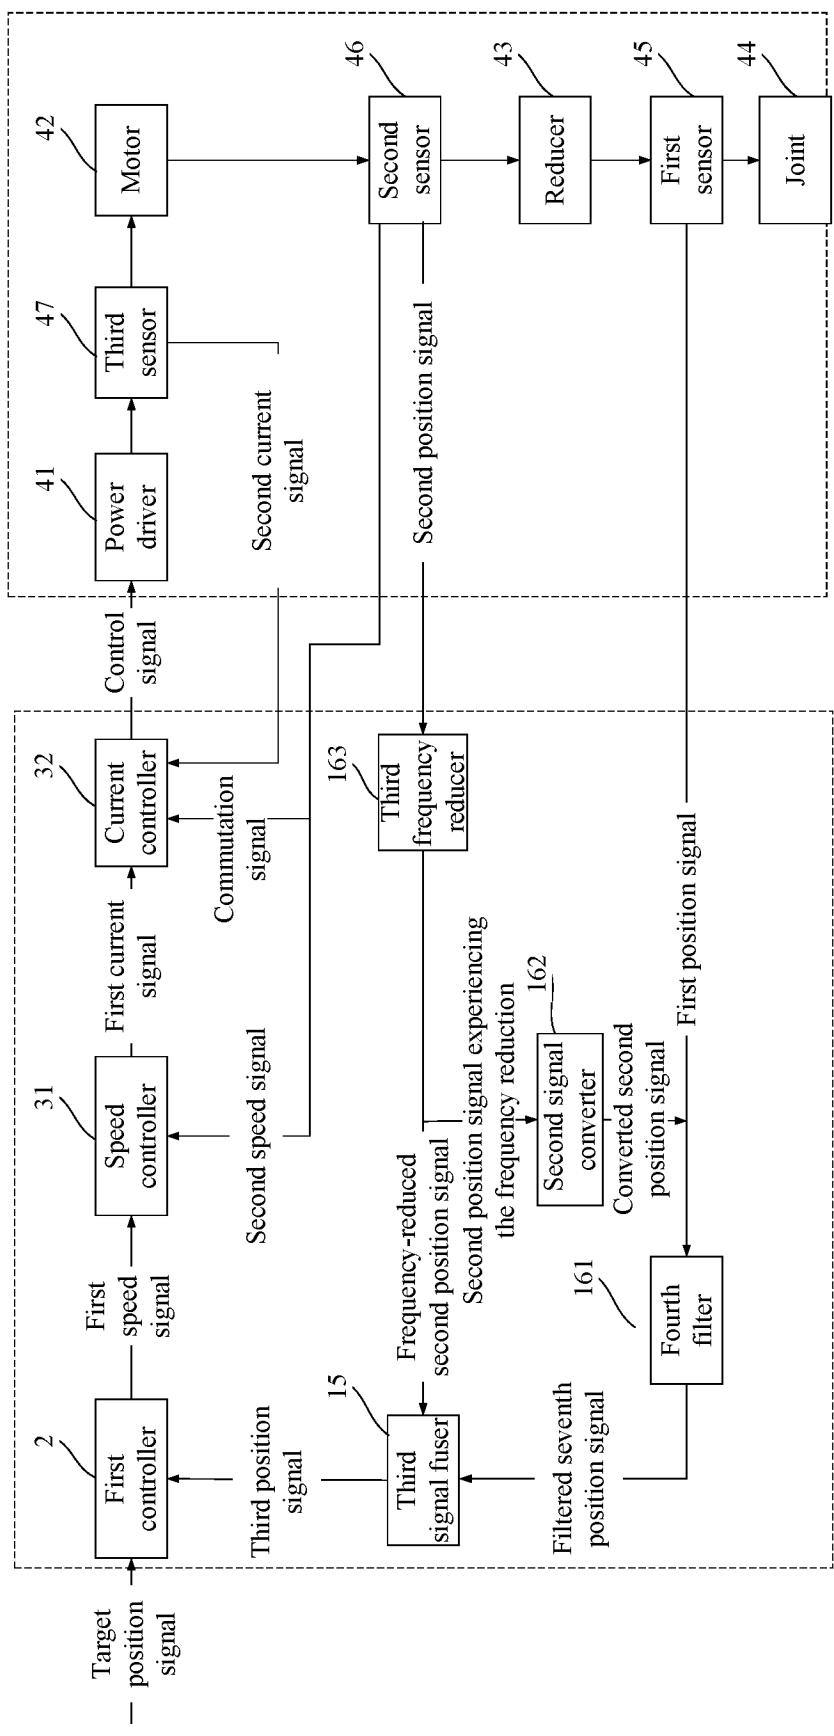 Target
position
signal
2
First
controller
First
speed
signal
31
Speed
controller
First current
signal
32
Current
controller
Control
signal
41
Power
driver
47
Third
sensor
42
Motor
Third position
signal
Second speed signal
Commutation
signal
Second current
signal
15
Third
signal fuser
Frequency-reduced
second position signal
Second position signal experiencing
the frequency reduction
163
Third
frequency
reducer
Second position signal
46
Second
sensor
43
Reducer
45
First
sensor
44
Joint
Filtered seventh
position signal
161
Fourth
filter
162
Second signal
converter
Converted second
position signal
First position signal